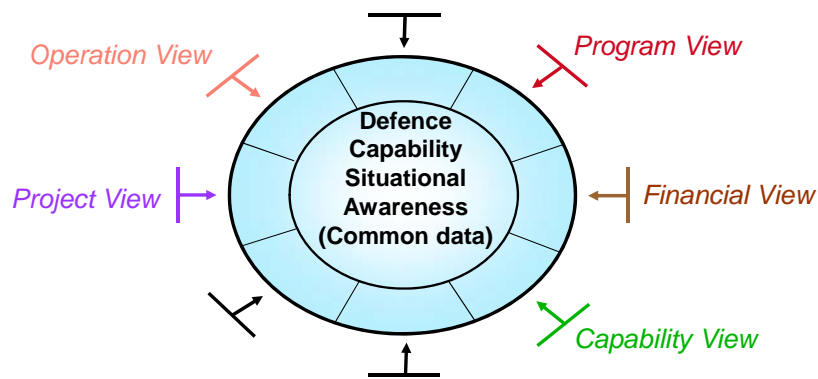 Operation View
Program View
Defence
Capability
Situational
Awareness
(Common data)
Project View
Financial View
Capability View